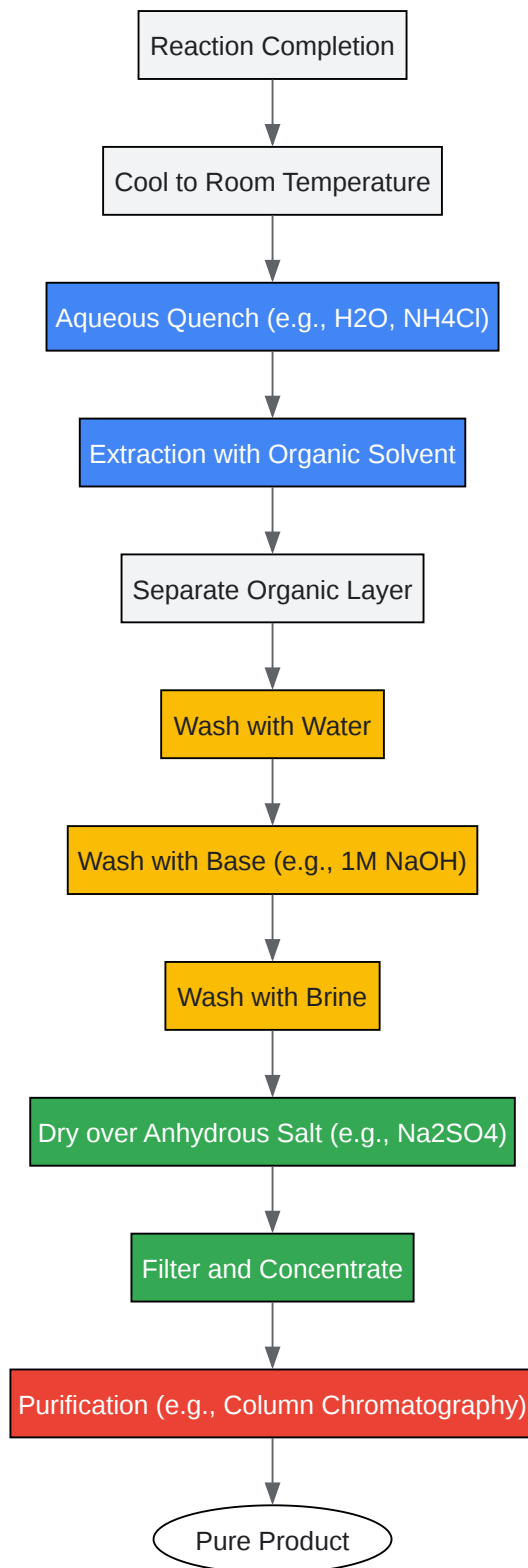 Reaction Completion
Cool to Room Temperature
Aqueous Quench (e.g., H2O, NH4Cl)
Extraction with Organic Solvent
Separate Organic Layer
Wash with Water
Wash with Base (e.g., 1M NaOH)
Wash with Brine
Dry over Anhydrous Salt (e.g., Na2SO4)
Filter and Concentrate
Purification (e.g., Column Chromatography)
Pure Product